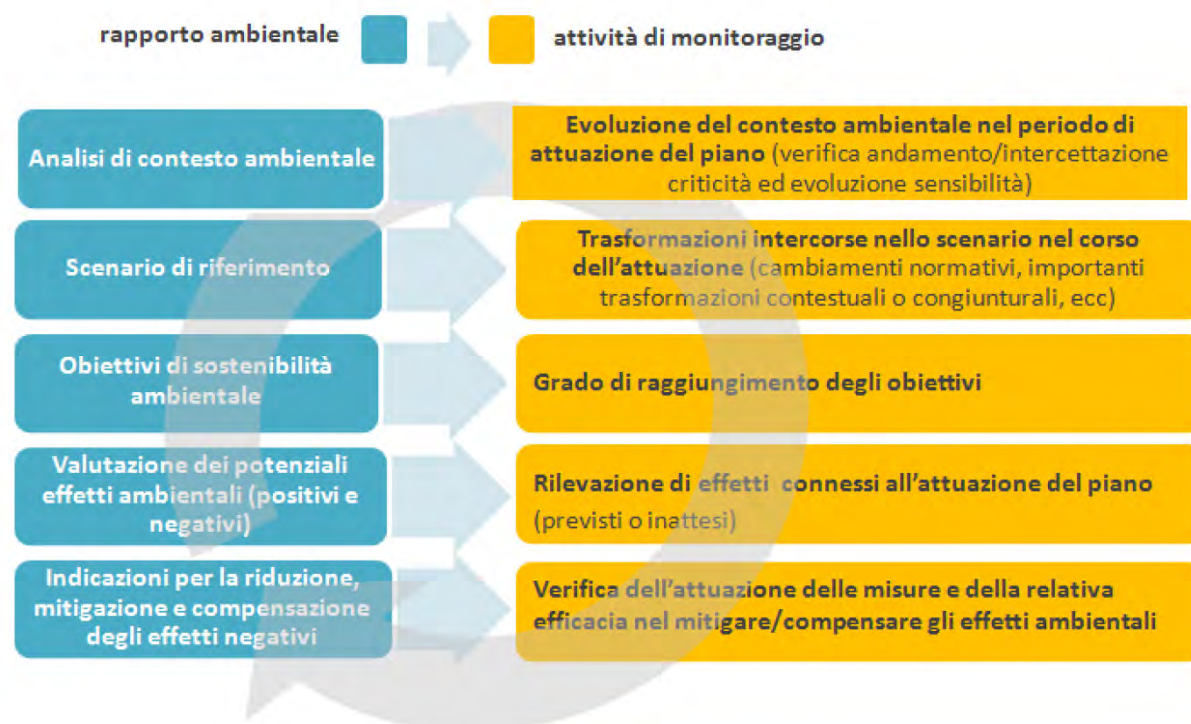 rapporto ambientale
attività di monitoraggio
Analisi di contesto ambientale
Evoluzione del contesto ambientale nel periodo di
attuazione del piano (verifica andamento/intercettazione
criticità ed evoluzione sensibilità)
Scenario di riferimento
Trasformazioni intercorse nello scenario nel corso
dell'attuazione (cambiamenti normativi, importanti
trasformazioni contestuali o congiunturali, ecc)
Obiettivi di sostenibilità
ambientale
Grado di raggiungimento degli obiettivi
Valutazione dei potenziali
effetti ambientali (positivi e
negativi)
Rilevazione di effetti connessi all'attuazione del piano
(previsti o inattesi)
Indicazioni per la riduzione,
mitigazione e compensazione
degli effetti negativi
Verifica dell'attuazione delle misure e della relativa
efficacia nel mitigare/compensare gli effetti ambientali